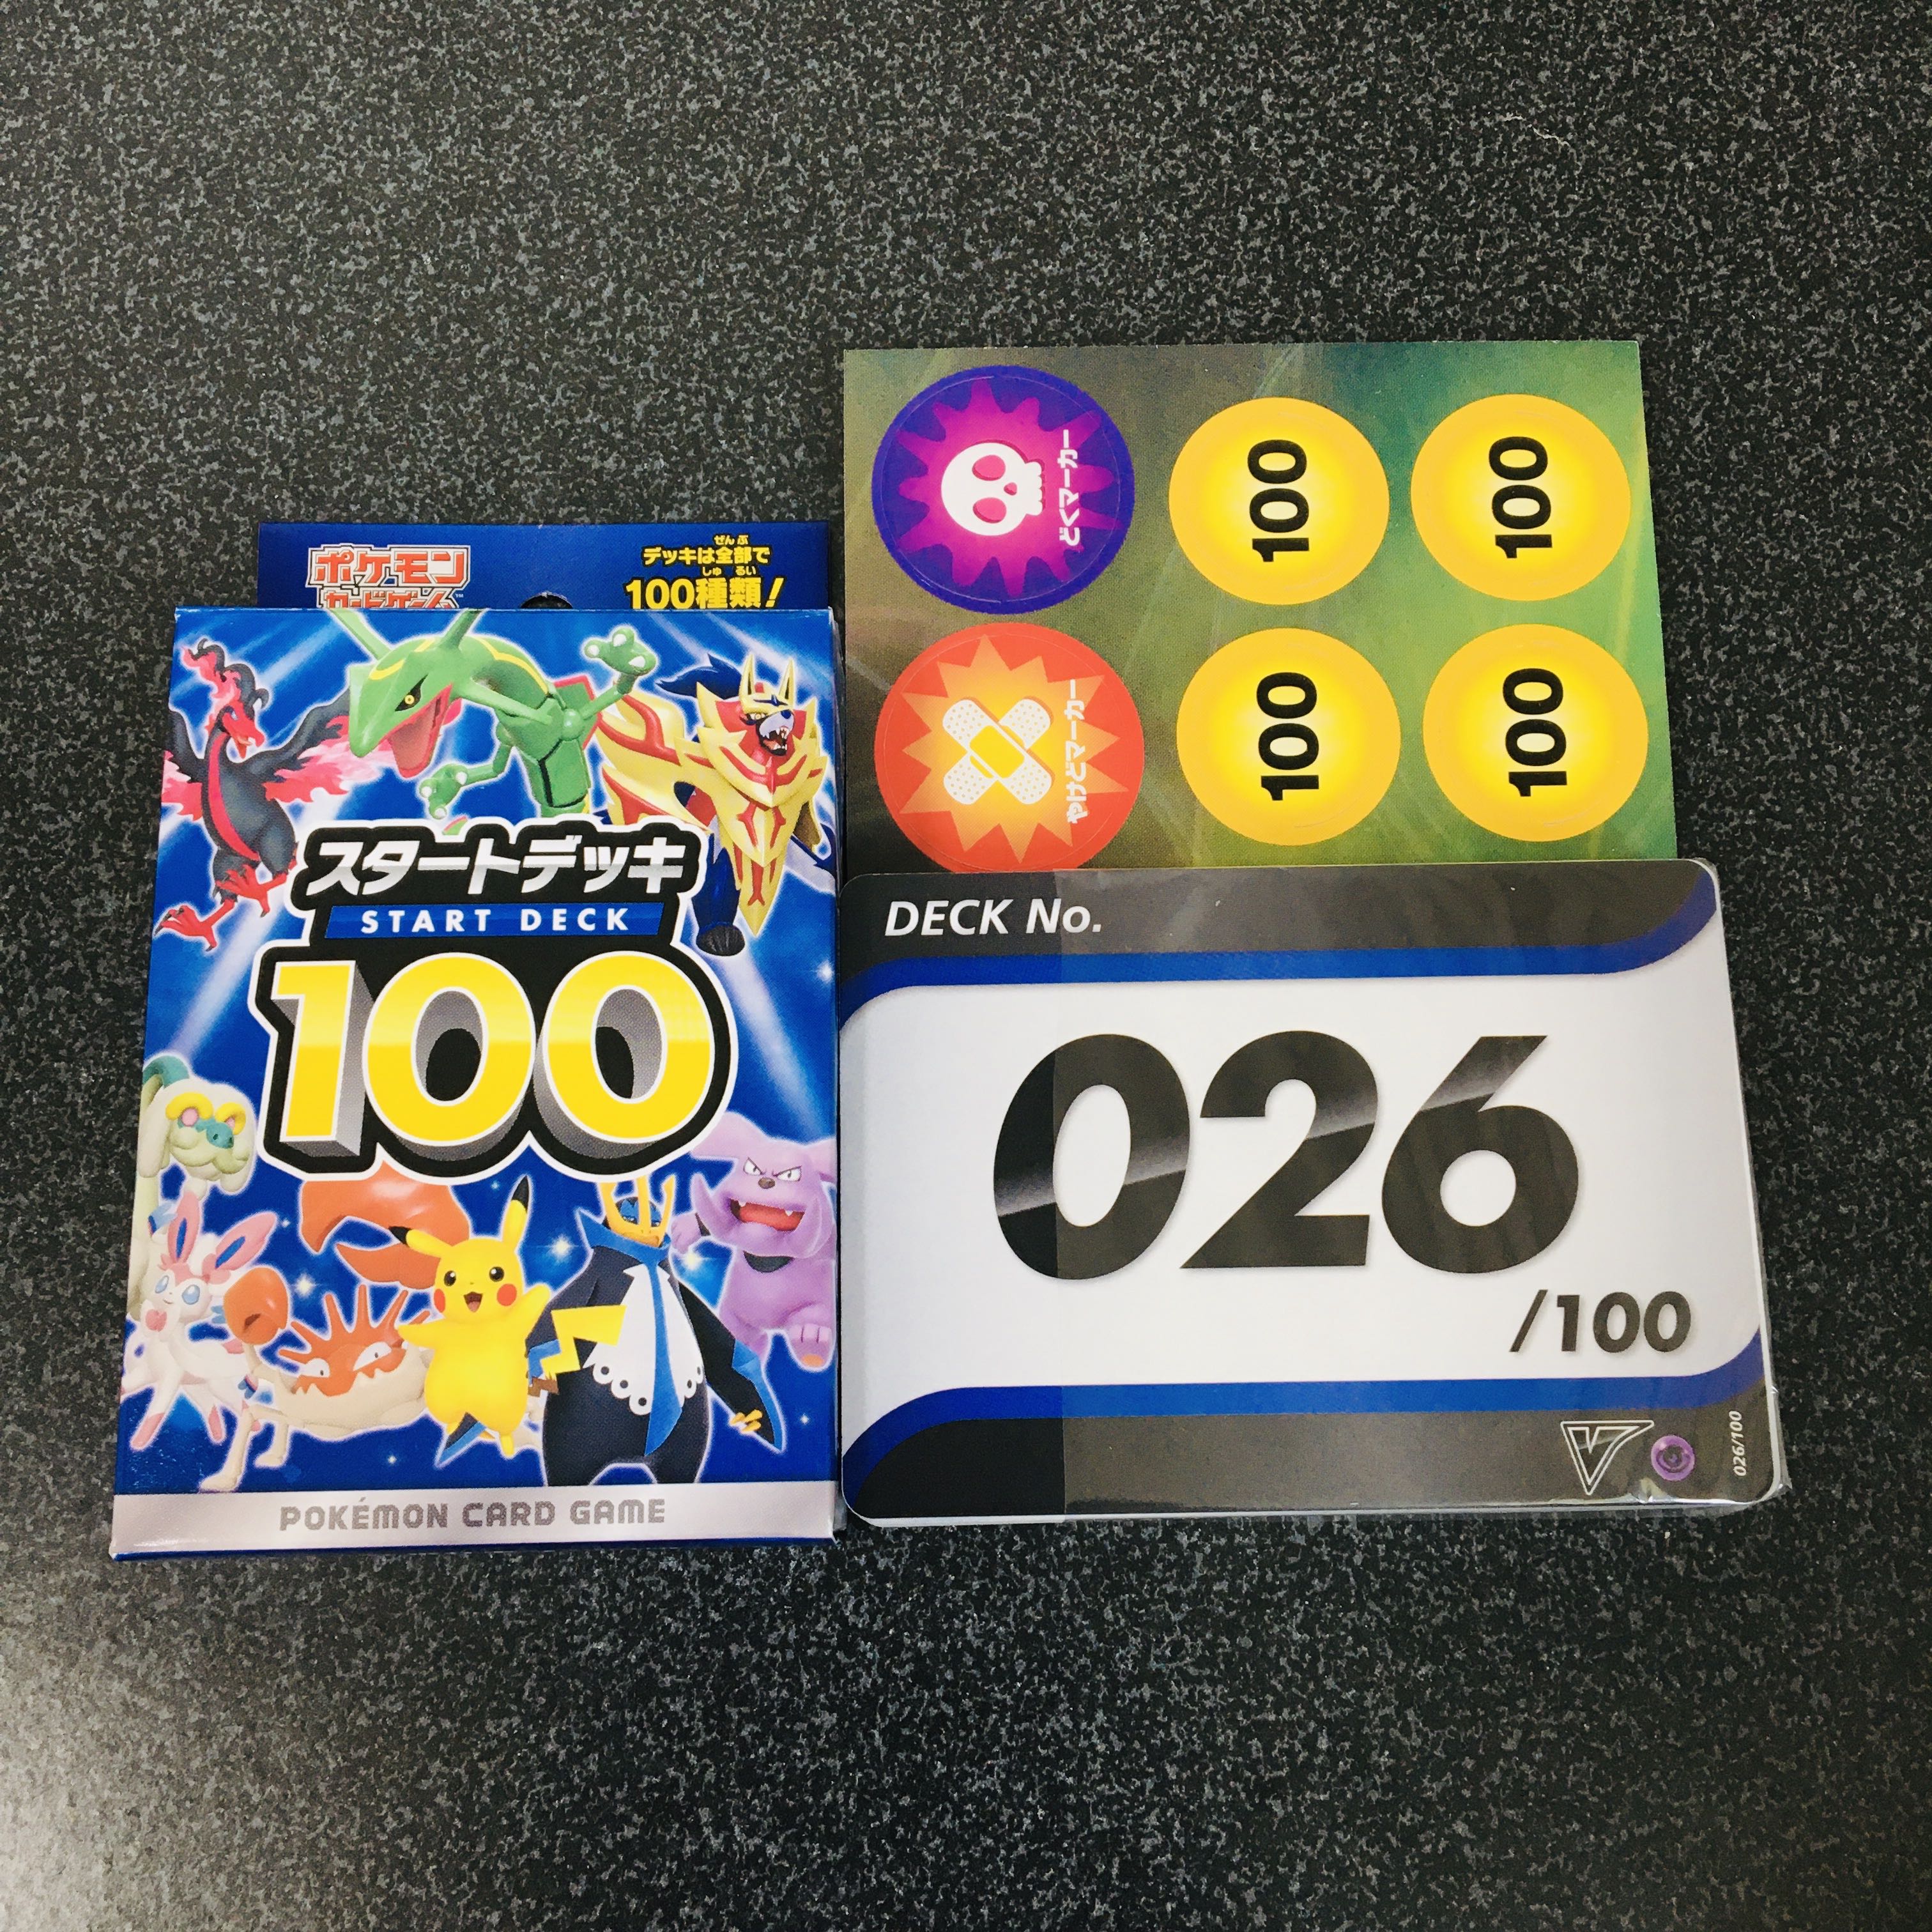 ポケモン
カードゲーム™
デッキは全部で
ぜんぶ
100種類!
しゅるい
スタートデッキ
START DECK
100
POKÉMON CARD GAME
どくマーカー
100
100
やけどマーカー
100
100
DECK No.
026
/100
026/100